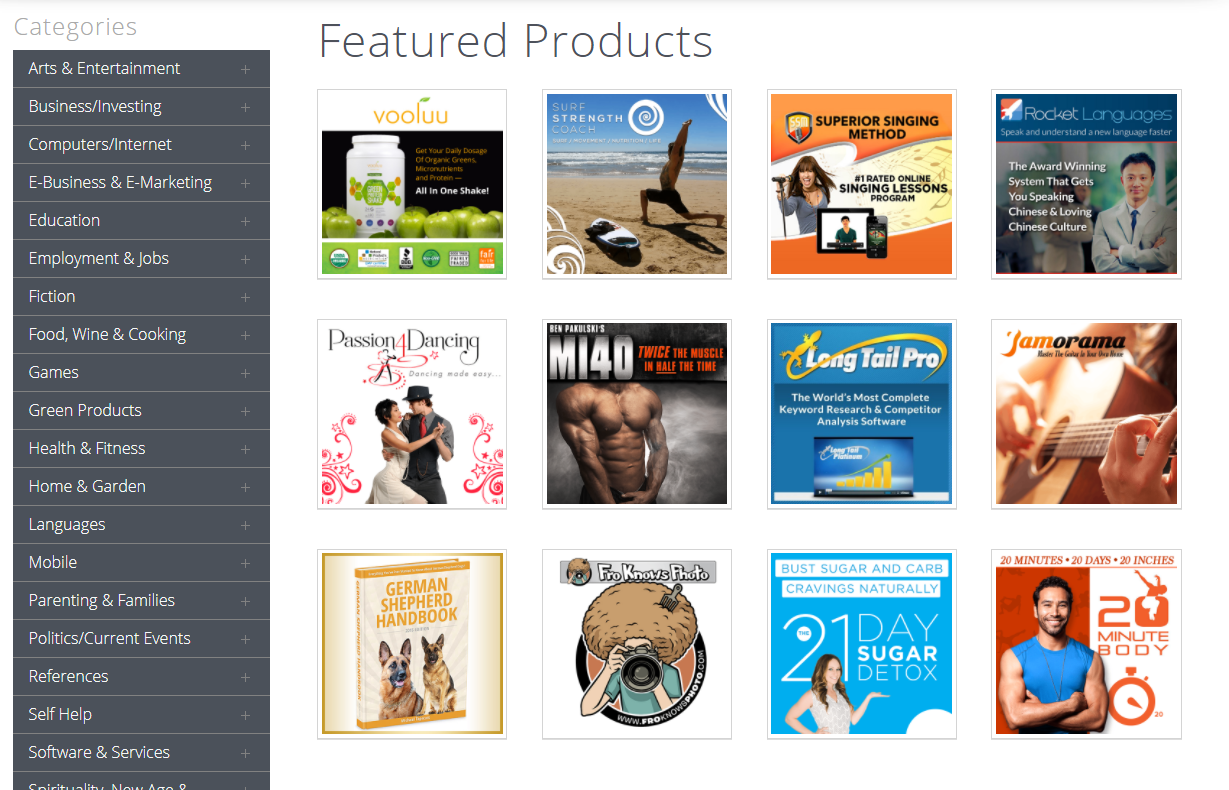 Categories
Arts & Entertainment
Business/Investing
Computers/Internet
E-Business & E-Marketing
Education
Employment & Jobs
Fiction
Food, Wine & Cooking
Games
Green Products
Health & Fitness
Home & Garden
Languages
Mobile
Parenting & Families
Politics/Current Events
References
Self Help
Software & Services
Spirituality, New Age &
Featured Products
vooluu
Get Your Daily Dosage
Of Organic Greens,
Micronutrients
and Protein —
All In One Shake!
SURF
STRENGTH
COACH
SUPERIOR SINGING
METHOD
#1 RATED ONLINE
SINGING LESSONS
PROGRAM
Rocket Languages
Speak and understand a new language faster
The Award Winning
System That Gets
You Speaking
Chinese & Loving
Chinese Culture
Passion4Dancing
Dancing made easy...
BEN PAKULSKI'S
MI40 TWICE THE MUSCLE
IN HALF THE TIME
Long Tail Pro
The World's Most Complete
Keyword Research & Competitor
Analysis Software
Long Tail
Platinum
Jamorama
Master The Guitar In Your Own Home
GERMAN
SHEPHERD
HANDBOOK
FroKnowsPhoto
WWW.FROKNOWSPHOTO.COM
BUST SUGAR AND CARB
CRAVINGS NATURALLY
THE 21 DAY
SUGAR
DETOX
20 MINUTES • 20 DAYS • 20 INCHES
20
MINUTE
BODY
20